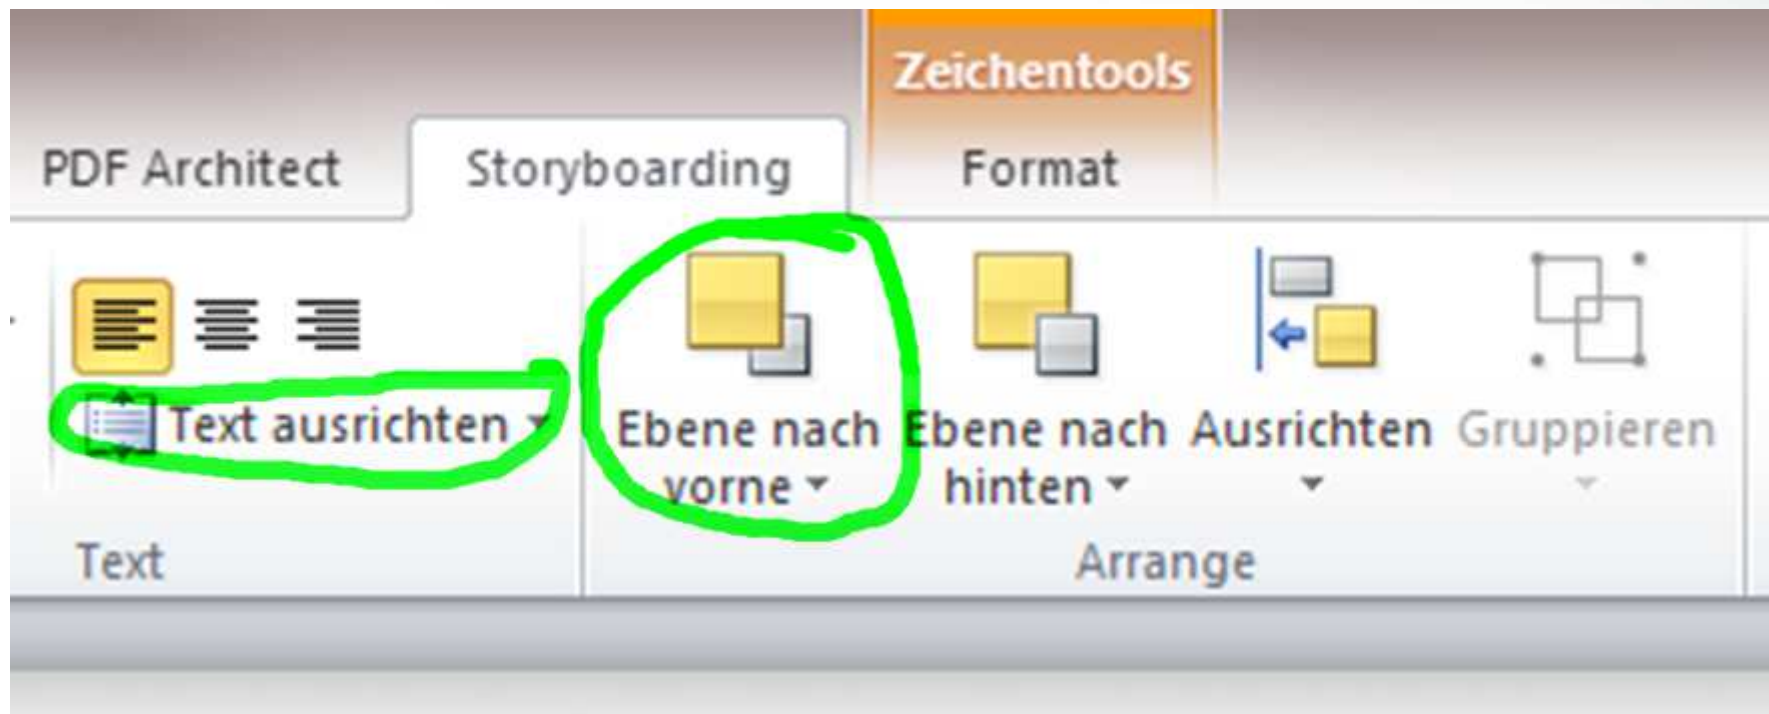 Zeichentools
PDF Architect Storyboarding Format
Text ausrichten
Ebene nach vorne
Ebene nach hinten
Ausrichten
Gruppieren
Text
Arrange